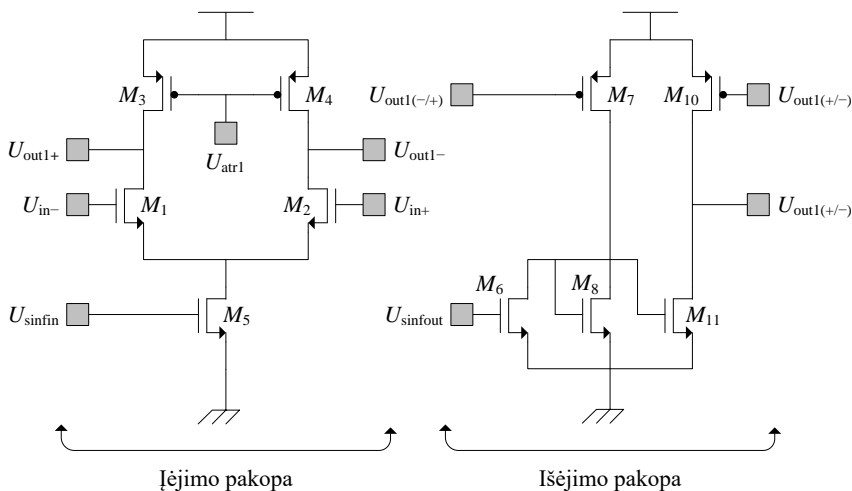 M3
M4
Uout1(−/+)
M7
M10
Uout1(+/−)
Uout1+
Uatr1
Uout1−
Uin−
M1
M2
Uin+
Uout1(+/−)
M6
M8
Usinfin
M5
Usinfout
M11
Įėjimo pakopa
Išėjimo pakopa